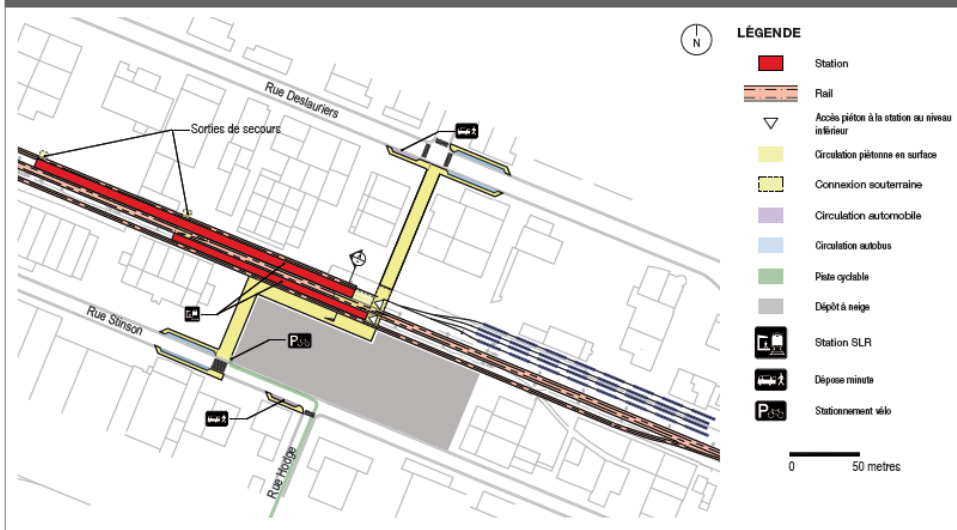 N
LÉGENDE
Station
Rail
Accès piéton à la station au niveau
inférieur
Circulation piétonne en surface
Connexion souterraine
Circulation automobile
Circulation autobus
Piste cyclable
Dépôt à neige
Station SLR
Dépose minute
P
Stationnement vélo
0 50 metres
Rue Deslauriers
Sorties de secours
Rue Stinson
P
Rue Hodge